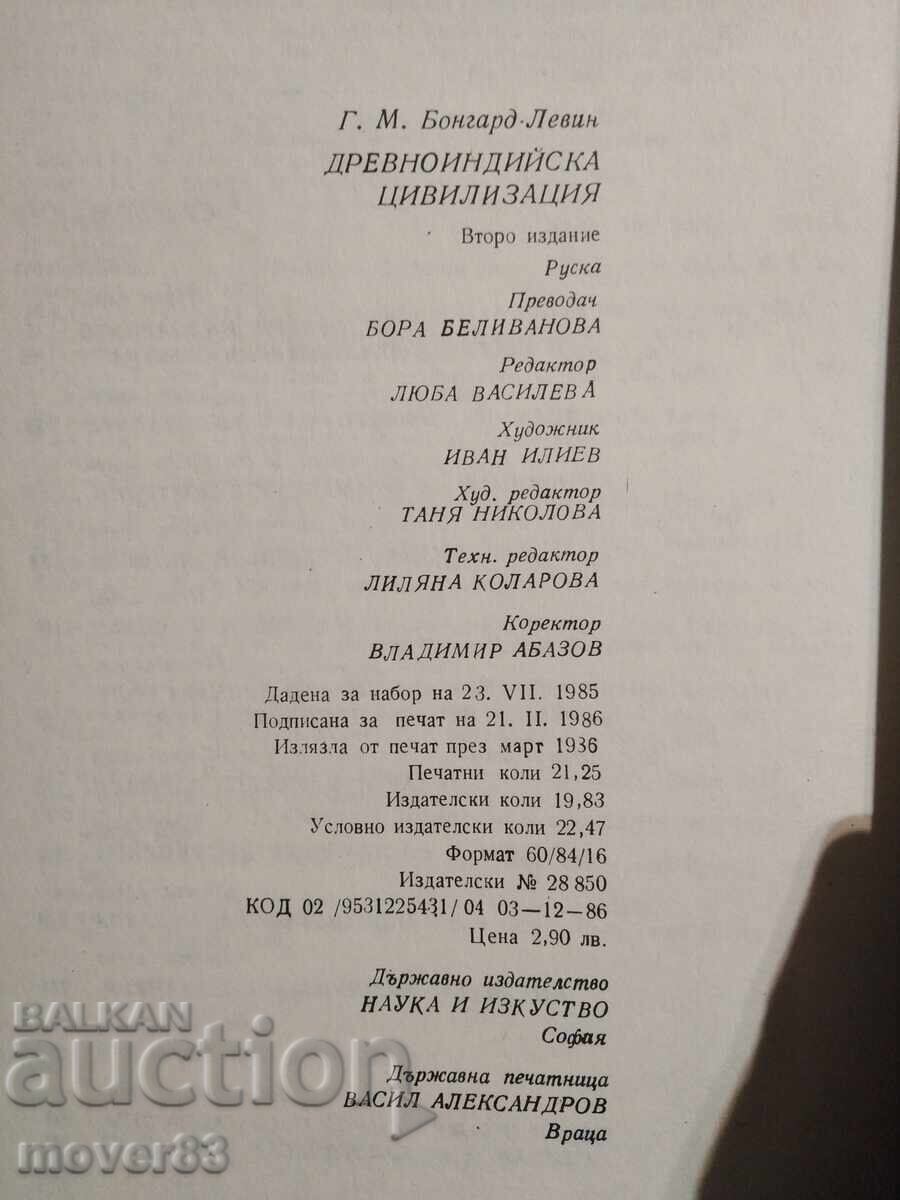 Г. М. Бонгард-Левин
ДРЕВНОИНДИЙСКА
ЦИВИЛИЗАЦИЯ
Второ издание
Руска
Преводач
БОРА БЕЛИВАНОВА
Редактор
ЛЮБА ВАСИЛЕВА
Художник
ИВАН ИЛИЕВ
Худ. редактор
ТАНЯ НИКОЛОВА
Техн. редактор
ЛИЛЯНА КОЛАРОВА
Коректор
ВЛАДИМИР АБАЗОВ
Дадена за набор на 23. VII. 1985
Подписана за печат на 21. II. 1986
Излязла от печат през март 1936
Печатни коли 21,25
Издателски коли 19,83
Условно издателски коли 22,47
Формат 60/84/16
Издателски № 28 850
КОД 02 /9531225431/ 04 03—12—86
Цена 2,90 лв.
Държавно издателство
НАУКА И ИЗКУСТВО
София
Държавна печатница
ВАСИЛ АЛЕКСАНДРОВ
Враца
BALKAN
auction
mover83